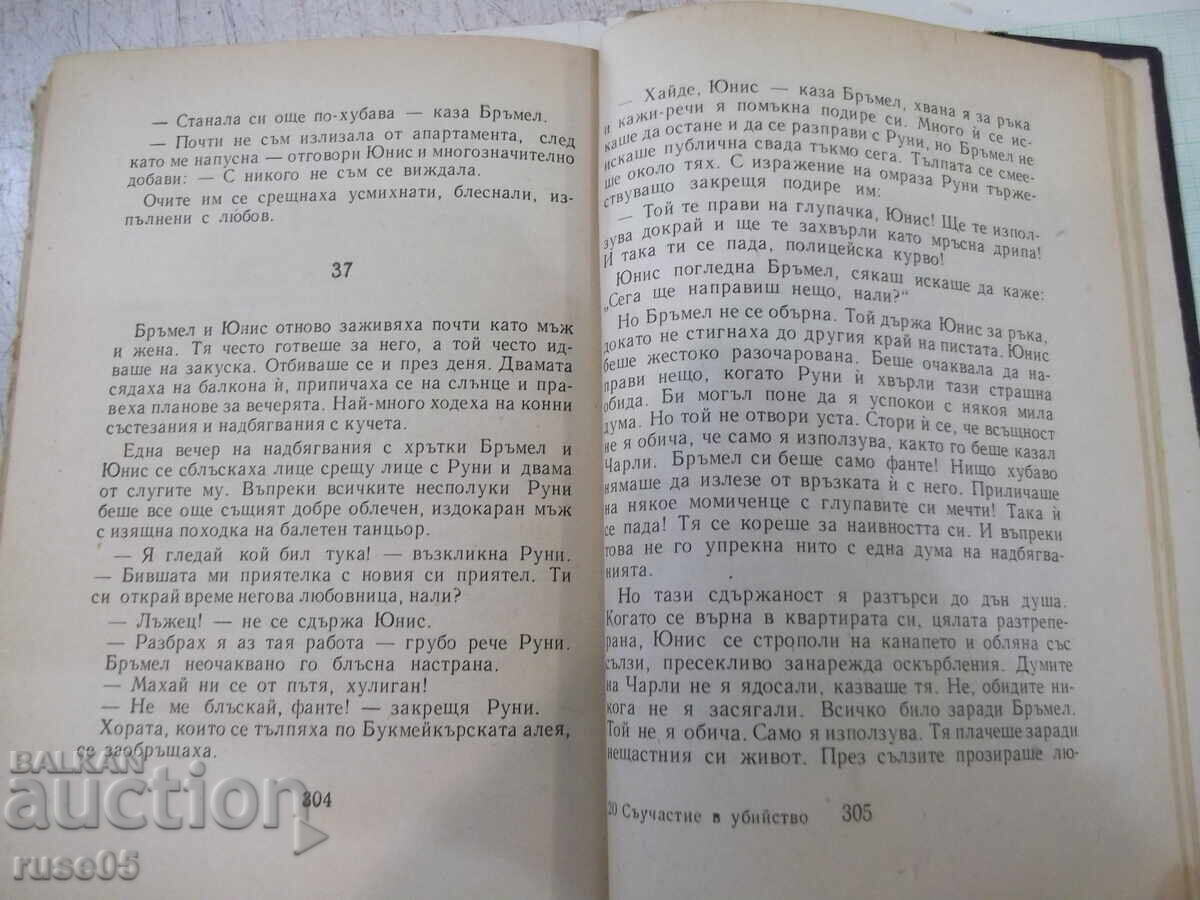 — Станала си още по-хубава — каза Бръмел.
— Почти не съм излизала от апартамента, след
като ме напусна — отговори Юнис и многозначително
добави: — С никого не съм се виждала.
Очите им се срещнаха усмихнати, блеснали, из-
пълнени с любов.
37
Бръмел и Юнис отново заживяха почти като мъж
и жена. Тя често готвеше за него, а той често ид-
ваше на закуска. Отбиваше се и през деня. Двамата
сядаха на балкона ѝ, припичаха се на слънце и пра-
веха планове за вечерята. Най-много ходеха на конни
състезания и надбягвания с кучета.
Една вечер на надбягвания с хрътки Бръмел и
Юнис се сблъскаха лице срещу лице с Руни и двама
от слугите му. Въпреки всичките несполуки Руни
беше все още същият добре облечен, издокаран мъж
с изящна походка на балетен танцьор.
— Я гледай кой бил тука! — възкликна Руни.
— Бившата ми приятелка с новия си приятел. Ти
си открай време негова любовница, нали?
— Лъжец! — не се сдържа Юнис.
— Разбрах я аз тая работа — грубо рече Руни.
Бръмел неочаквано го блъсна настрана.
— Махай ни се от пътя, хулиган!
— Не ме блъскай, фанте! — закрещя Руни.
Хората, които се тълпяха по Букмейкърската алея,
се заобръщаха.
304
— Хайде, Юнис — каза Бръмел, хвана я за ръка
и кажи-речи я помъкна подире си. Много ѝ се ис-
каше да остане и да се разправи с Руни, но Бръмел не
искаше публична свада тъкмо сега. Тълпата се смее-
ше около тях. С изражение на омраза Руни търже-
ствуващо закрещя подире им:
— Той те прави на глупачка, Юнис! Ще те изпол-
зува докрай и ще те захвърли като мръсна дрипа!
И така ти се пада, полицейска курво!
Юнис погледна Бръмел, сякаш искаше да каже:
„Сега ще направиш нещо, нали?“
Но Бръмел не се обърна. Той държа Юнис за ръка,
докато не стигнаха до другия край на пистата. Юнис
беше жестоко разочарована. Беше очаквала да на-
прави нещо, когато Руни ѝ хвърли тази страшна
обида. Би могъл поне да я успокои с някоя мила
дума. Но той не отвори уста. Стори ѝ се, че всъщност
не я обича, че само я използува, както го беше казал
Чарли. Бръмел си беше само фанте! Нищо хубаво
нямаше да излезе от връзката ѝ с него. Приличаше
на някое момиченце с глупавите си мечти! Така ѝ
се пада! Тя се кореше за наивността си. И въпреки
това не го упрекна нито с една дума на надбягва-
нията.
Но тази сдържаност я разтърси до дън душа.
Когато се върна в квартирата си, цялата разтрепе-
рана, Юнис се строполи на канапето и обляна със
сълзи, пресекливо занарежда оскърбления. Думите
на Чарли не я ядосали, казваше тя. Не, обидите ни-
кога не я засягали. Всичко било заради Бръмел.
Той не я обича. Само я използува. Тя плачеше заради
нещастния си живот. През сълзите прозираше лю-
20 Съучастие в убийство 305
BALKAN
auction
ruse05